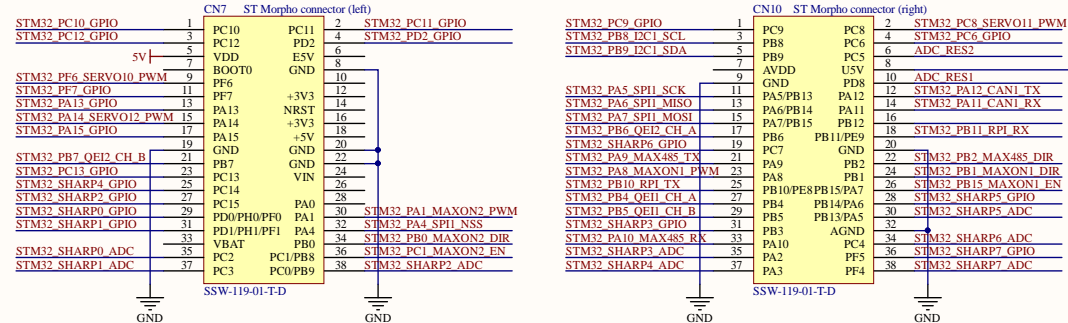 CN7 ST Morpho connector (left)
STM32_PC10_GPIO 1 PC10 PC11 2 STM32_PC11_GPIO
STM32_PC12_GPIO 3 PC12 PD2 4 STM32_PD2_GPIO
5V 5 VDD E5V 6
7 BOOT0 GND 8
STM32_PF6_SERVO10_PWM 9 PF6 10
STM32_PF7_GPIO 11 PF7 +3V3 12
STM32_PA13_GPIO 13 PA13 NRST 14
STM32_PA14_SERVO12_PWM 15 PA14 +3V3 16
STM32_PA15_GPIO 17 PA15 +5V 18
19 GND GND 20
STM32_PB7_QEI2_CH_B 21 PB7 GND 22
STM32_PC13_GPIO 23 PC13 VIN 24
STM32_SHARP4_GPIO 25 PC14 26
STM32_SHARP2_GPIO 27 PC15 PA0 28
STM32_SHARP0_GPIO 29 PD0/PH0/PF0 PA1 30 STM32_PA1_MAXON2_PWM
STM32_SHARP1_GPIO 31 PD1/PH1/PF1 PA4 32 STM32_PA4_SPI1_NSS
33 VBAT PB0 34 STM32_PB0_MAXON2_DIR
STM32_SHARP0_ADC 35 PC2 PC1/PB8 36 STM32_PC1_MAXON2_EN
STM32_SHARP1_ADC 37 PC3 PC0/PB9 38 STM32_SHARP2_ADC
SSW-119-01-T-D
GND GND
CN10 ST Morpho connector (right)
STM32_PC9_GPIO 1 PC9 PC8 2 STM32_PC8_SERVO11_PWM
STM32_PB8_I2C1_SCL 3 PB8 PC6 4 STM32_PC6_GPIO
STM32_PB9_I2C1_SDA 5 PB9 PC5 6 ADC_RES2
7 AVDD U5V 8
9 GND PD8 10 ADC_RES1
STM32_PA5_SPI1_SCK 11 PA5/PB13 PA12 12 STM32_PA12_CAN1_TX
STM32_PA6_SPI1_MISO 13 PA6/PB14 PA11 14 STM32_PA11_CAN1_RX
STM32_PA7_SPI1_MOSI 15 PA7/PB15 PB12 16
STM32_PB6_QEI2_CH_A 17 PB6 PB11/PE9 18 STM32_PB11_RPI_RX
STM32_SHARP6_GPIO 19 PC7 GND 20
STM32_PA9_MAX485_TX 21 PA9 PB2 22 STM32_PB2_MAX485_DIR
STM32_PA8_MAXON1_PWM 23 PA8 PB1 24 STM32_PB1_MAXON1_DIR
STM32_PB10_RPI_TX 25 PB10/PE8 PB15/PA7 26 STM32_PB15_MAXON1_EN
STM32_PB4_QEI1_CH_A 27 PB4 PB14/PA6 28 STM32_SHARP5_GPIO
STM32_PB5_QEI1_CH_B 29 PB5 PB13/PA5 30 STM32_SHARP5_ADC
STM32_SHARP3_GPIO 31 PB3 AGND 32
STM32_PA10_MAX485_RX 33 PA10 PC4 34 STM32_SHARP6_ADC
STM32_SHARP3_ADC 35 PA2 PF5 36 STM32_SHARP7_GPIO
STM32_SHARP4_ADC 37 PA3 PF4 38 STM32_SHARP7_ADC
SSW-119-01-T-D
GND GND